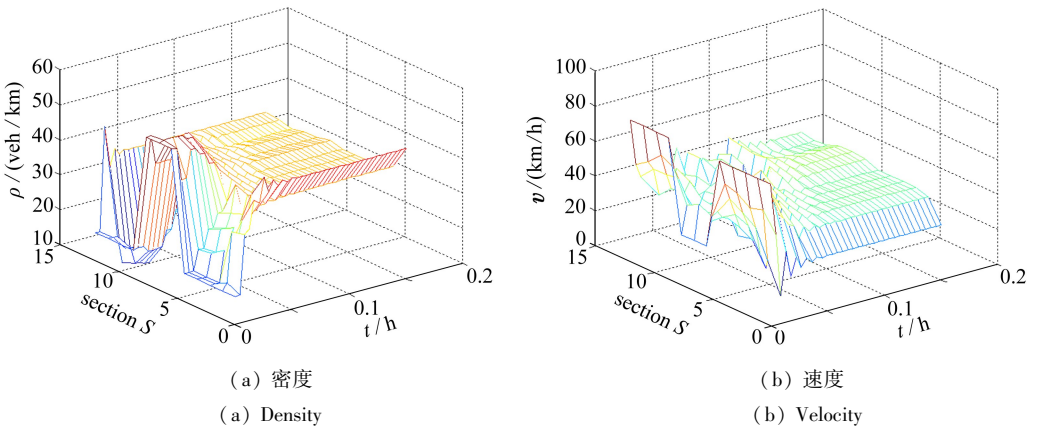 60
50
40
30
20
10
ρ / (veh / km)
15
10
5
0
section S
0
0.1
0.2
t / h
100
80
60
40
20
0
v / (km/h)
15
10
5
0
section S
0
0.1
0.2
t / h
(a) 密度
(b) 速度
(a) Density
(b) Velocity